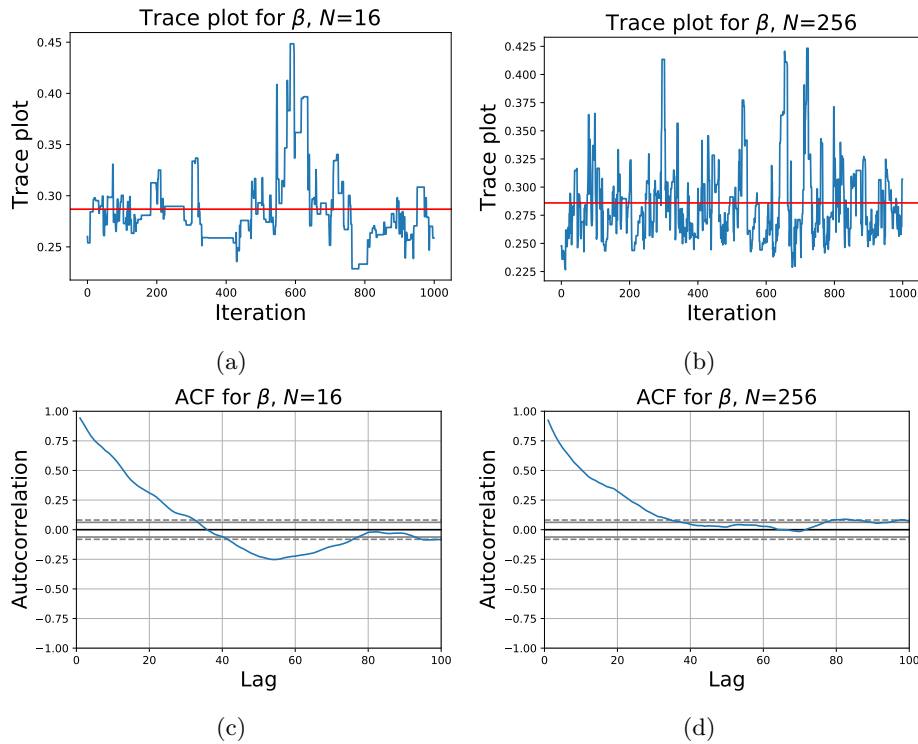 Trace plot for β, N=16
Trace plot
0.45
0.40
0.35
0.30
0.25
0 200 400 600 800 1000
Iteration
(a)
Trace plot for β, N=256
Trace plot
0.425
0.400
0.375
0.350
0.325
0.300
0.275
0.250
0.225
0 200 400 600 800 1000
Iteration
(b)
ACF for β, N=16
Autocorrelation
1.00
0.75
0.50
0.25
0.00
−0.25
−0.50
−0.75
−1.00
0 20 40 60 80 100
Lag
(c)
ACF for β, N=256
Autocorrelation
1.00
0.75
0.50
0.25
0.00
−0.25
−0.50
−0.75
−1.00
0 20 40 60 80 100
Lag
(d)